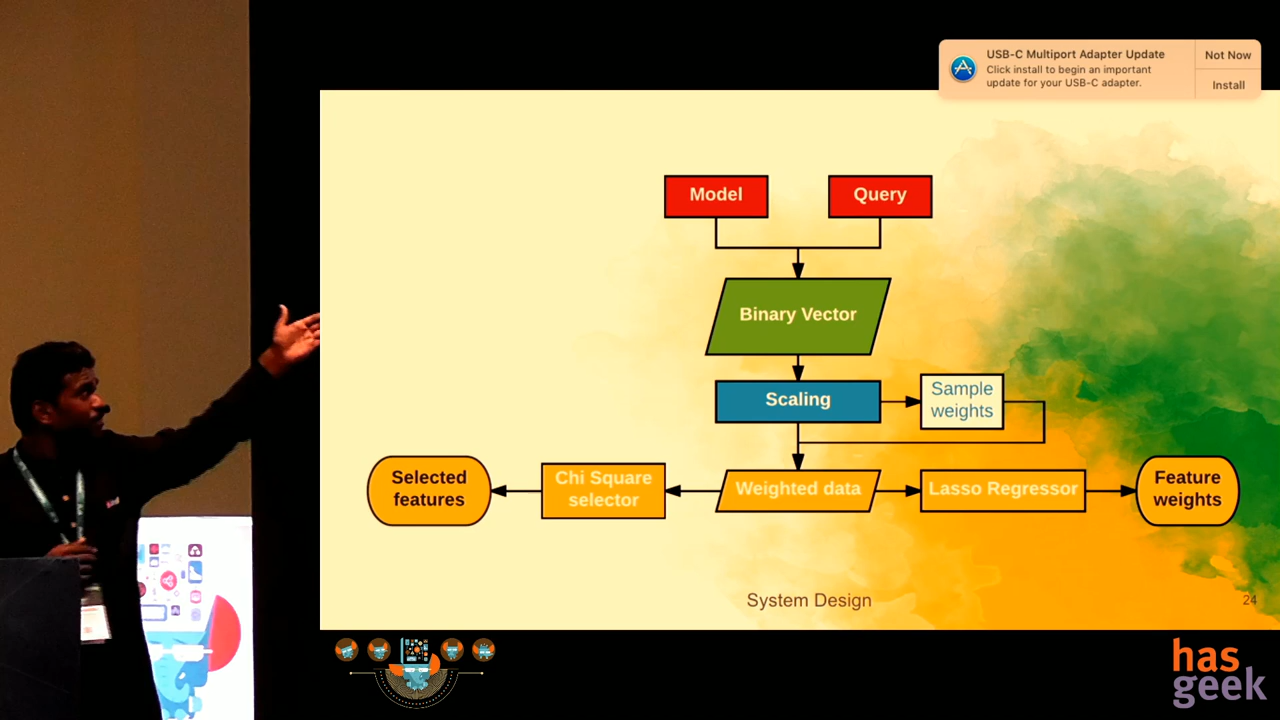 USB-C Multiport Adapter Update
Click install to begin an important
update for your USB-C adapter.
Not Now
Install
Model
Query
Binary Vector
Scaling
Sample
weights
Selected
features
Chi Square
selector
Weighted data
Lasso Regressor
Feature
weights
System Design
24
has
geek